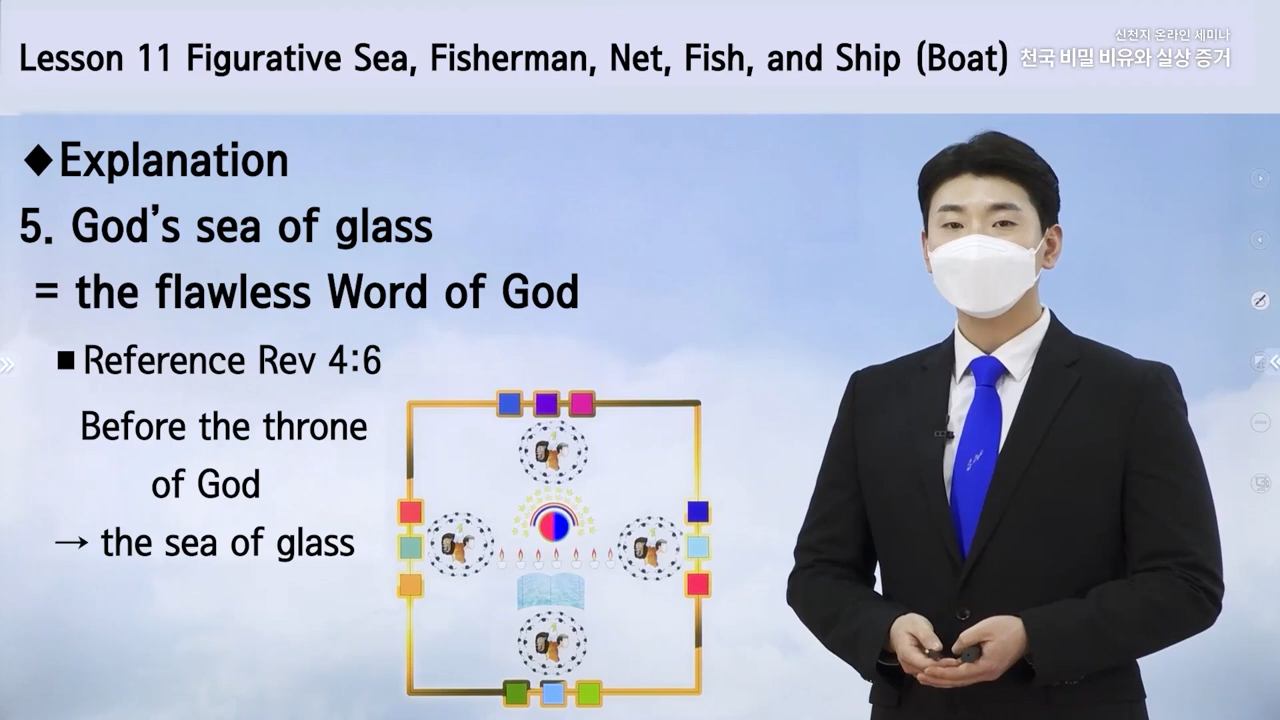 Lesson 11 Figurative Sea, Fisherman, Net, Fish, and Ship (Boat)
신천지 온라인 세미나
천국 비밀 비유와 실상 증거
◆Explanation
5. God's sea of glass
= the flawless Word of God
■Reference Rev 4:6
Before the throne
of God
→ the sea of glass